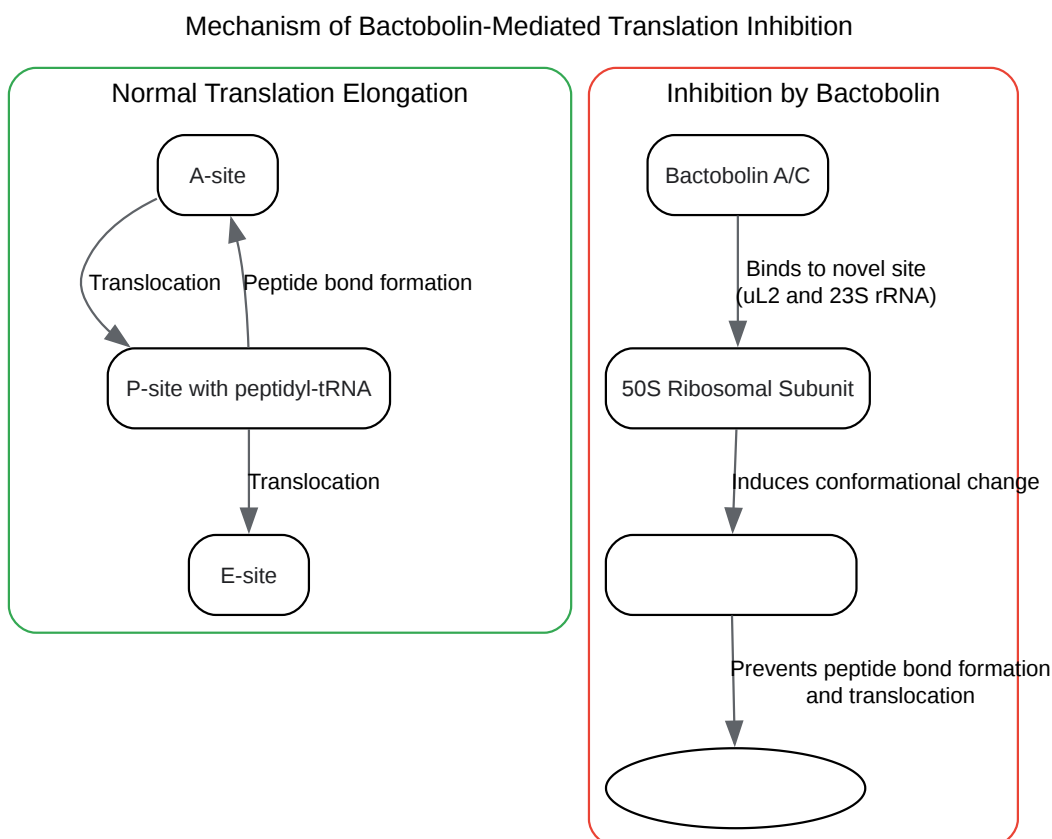 Mechanism of Bactobolin-Mediated Translation Inhibition
Normal Translation Elongation
A-site
Translocation
Peptide bond formation
P-site with peptidyl-tRNA
Translocation
E-site
Inhibition by Bactobolin
Bactobolin A/C
Binds to novel site
(uL2 and 23S rRNA)
50S Ribosomal Subunit
Induces conformational change
Prevents peptide bond formation
and translocation